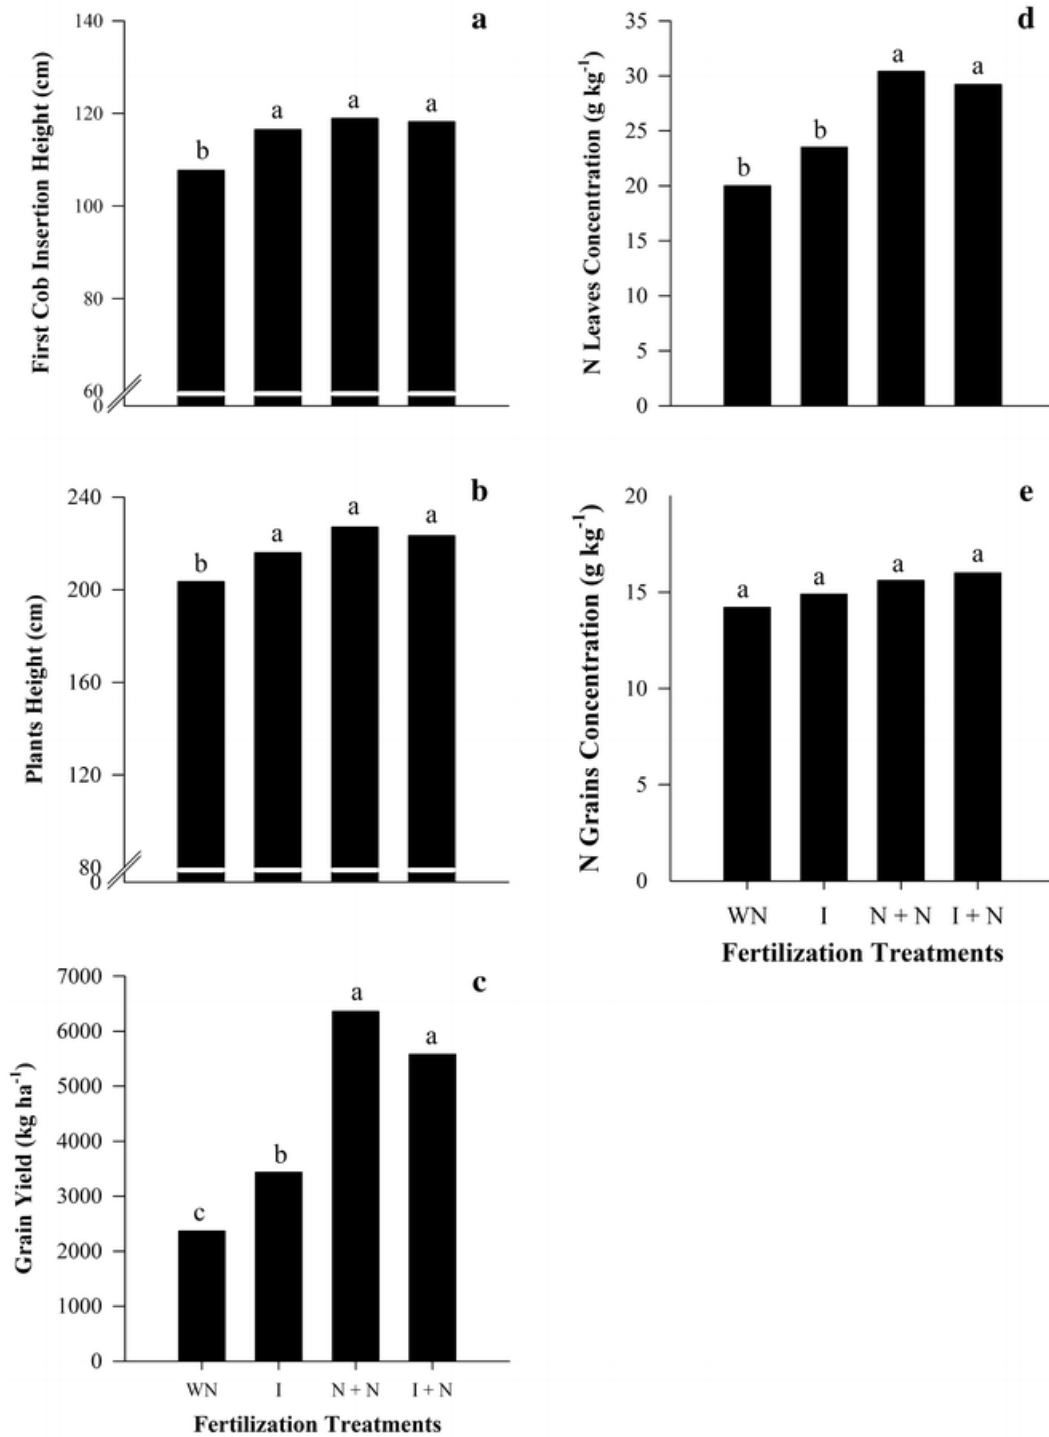 a
First Cob Insertion Height (cm)
140
120
100
80
60
0
b
a
a
a
b
Plants Height (cm)
240
200
160
120
80
0
b
a
a
a
c
Grain Yield (kg ha⁻¹)
7000
6000
5000
4000
3000
2000
1000
0
c
b
a
a
WN I N + N I + N
Fertilization Treatments
d
N Leaves Concentration (g kg⁻¹)
35
30
25
20
15
10
5
0
b
b
a
a
e
N Grains Concentration (g kg⁻¹)
20
15
10
5
0
a
a
a
a
WN I N + N I + N
Fertilization Treatments